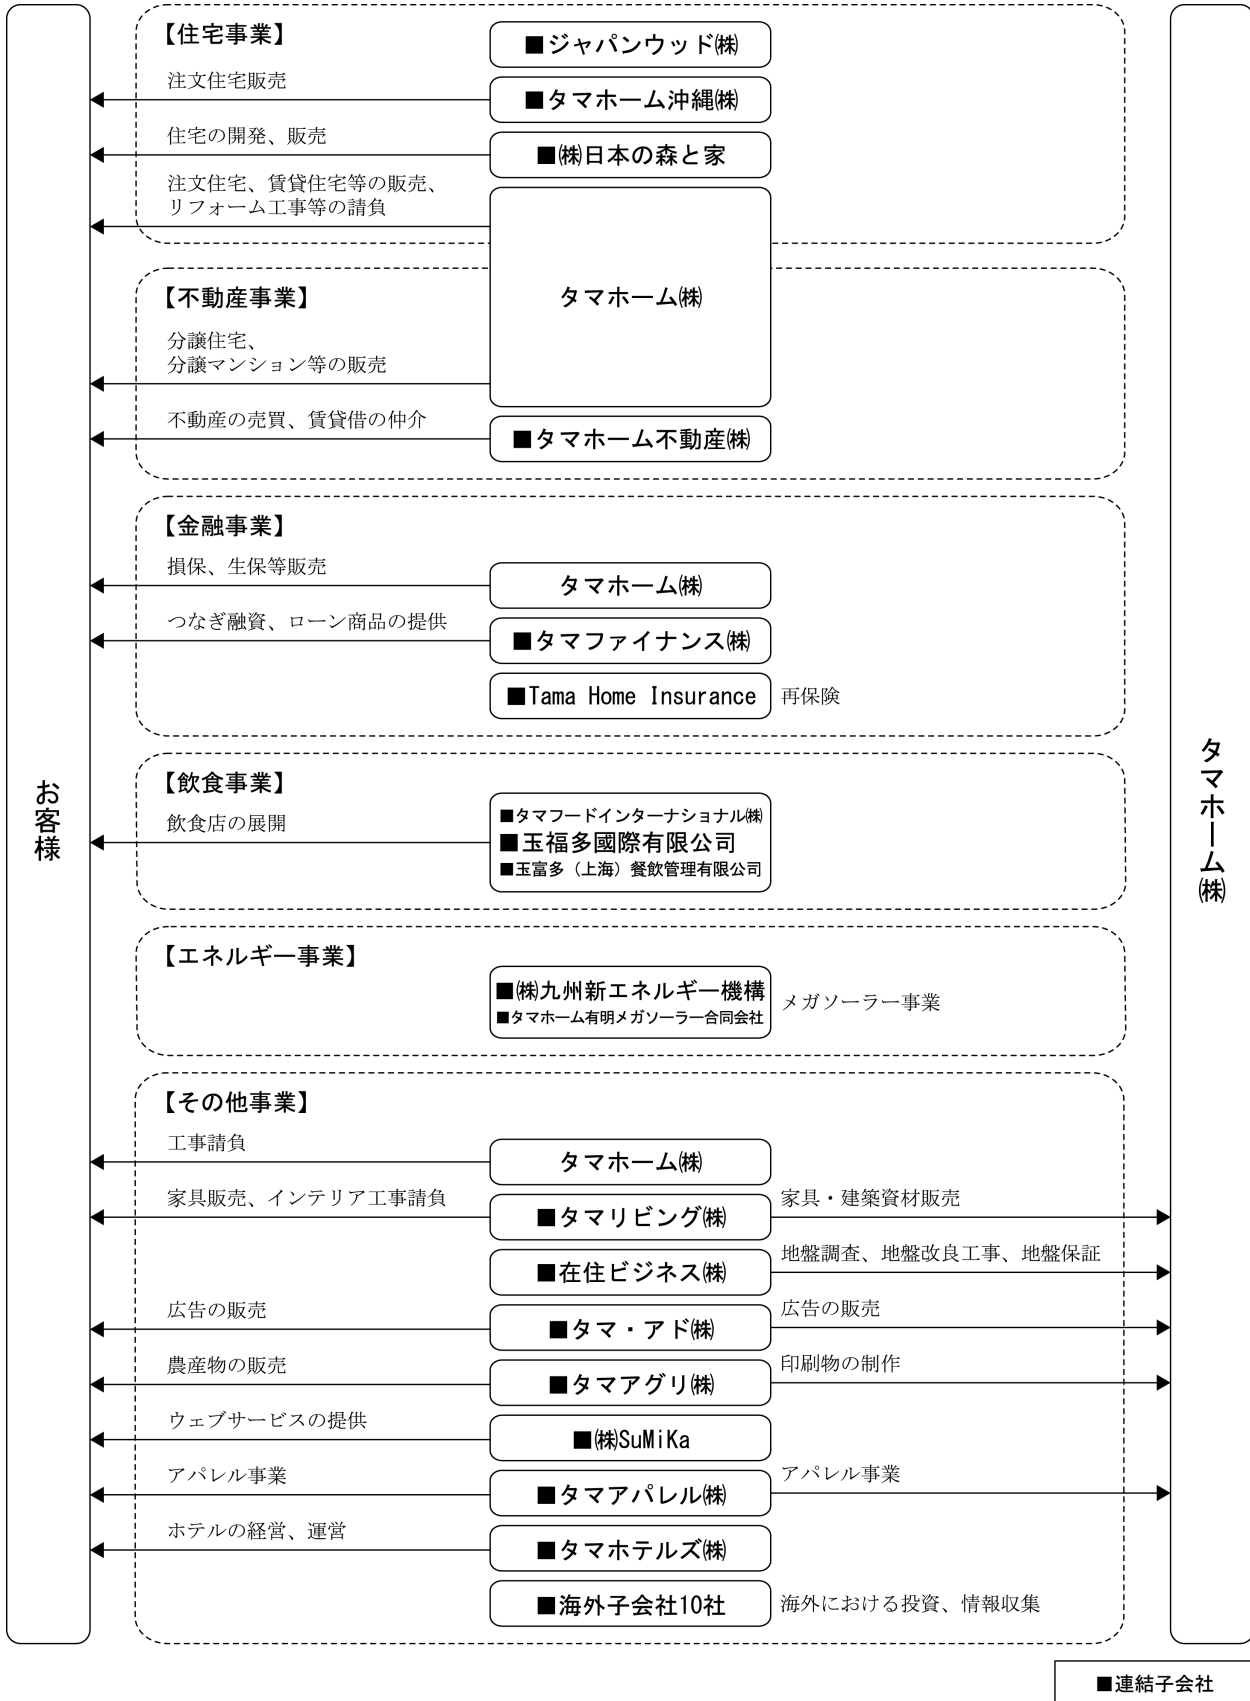 お客様
【住宅事業】
■ジャパンウッド㈱
注文住宅販売
■タマホーム沖縄㈱
住宅の開発、販売
■㈱日本の森と家
注文住宅、賃貸住宅等の販売、
リフォーム工事等の請負
タマホーム㈱
【不動産事業】
分譲住宅、
分譲マンション等の販売
不動産の売買、賃貸借の仲介
■タマホーム不動産㈱
【金融事業】
損保、生保等販売
タマホーム㈱
つなぎ融資、ローン商品の提供
■タマファイナンス㈱
■Tama Home Insurance
再保険
【飲食事業】
飲食店の展開
■タマフードインターナショナル㈱
■玉福多國際有限公司
■玉富多（上海）餐飲管理有限公司
【エネルギー事業】
■㈱九州新エネルギー機構
■タマホーム有明メガソーラー合同会社
メガソーラー事業
【その他事業】
工事請負
タマホーム㈱
家具販売、インテリア工事請負
■タマリビング㈱
家具・建築資材販売
■在住ビジネス㈱
地盤調査、地盤改良工事、地盤保証
広告の販売
■タマ・アド㈱
広告の販売
農産物の販売
■タマアグリ㈱
印刷物の制作
ウェブサービスの提供
■㈱SuMiKa
アパレル事業
■タマアパレル㈱
アパレル事業
ホテルの経営、運営
■タマホテルズ㈱
■海外子会社10社
海外における投資、情報収集
タマホーム㈱
■連結子会社